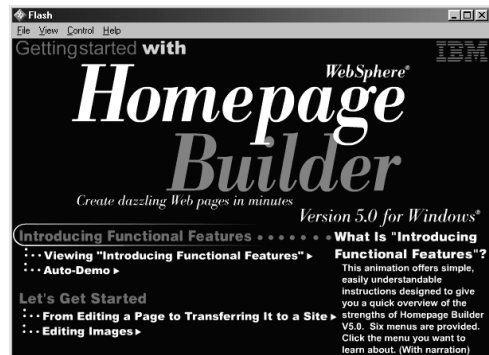 Flash
File View Control Help
Gettingstarted with
IBM
WebSphere®
Homepage
Builder
Create dazzling Web pages in minutes
Version 5.0 for Windows®
Introducing Functional Features
Viewing "Introducing Functional Features"
Auto-Demo
Let's Get Started
From Editing a Page to Transferring It to a Site
Editing Images
What Is "Introducing
Functional Features"?
This animation offers simple,
easily understandable
instructions designed to give
you a quick overview of the
strengths of Homepage Builder
V5.0. Six menus are provided.
Click the menu you want to
learn about. (With narration)